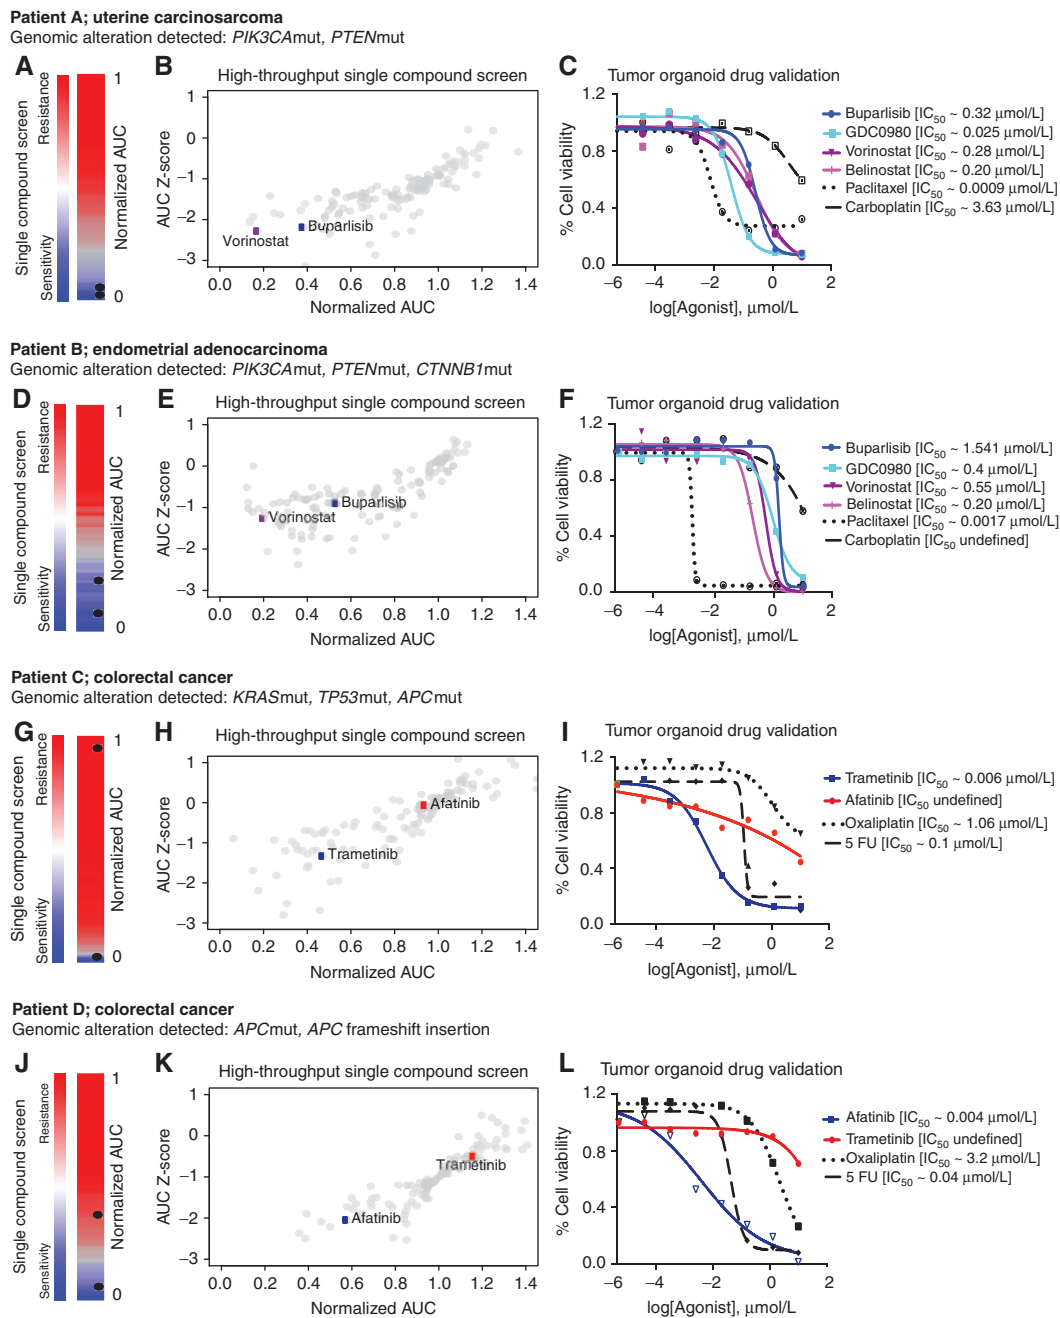 Patient A; uterine carcinosarcoma
Genomic alteration detected: PIK3CAmut, PTENmut
A
Single compound screen
Resistance
Sensitivity
Normalized AUC
1
0
B
High-throughput single compound screen
AUC Z-score
1
0
−1
−2
−3
Vorinostat
Buparlisib
0.0 0.2 0.4 0.6 0.8 1.0 1.2 1.4
Normalized AUC
C
Tumor organoid drug validation
% Cell viability
1.2
0.8
0.4
0.0
−6 −4 −2 0 2
log[Agonist], μmol/L
Buparlisib [IC50 ~ 0.32 μmol/L]
GDC0980 [IC50 ~ 0.025 μmol/L]
Vorinostat [IC50 ~ 0.28 μmol/L]
Belinostat [IC50 ~ 0.20 μmol/L]
Paclitaxel [IC50 ~ 0.0009 μmol/L]
Carboplatin [IC50 ~ 3.63 μmol/L]
Patient B; endometrial adenocarcinoma
Genomic alteration detected: PIK3CAmut, PTENmut, CTNNB1mut
D
Single compound screen
Resistance
Sensitivity
Normalized AUC
1
0
E
High-throughput single compound screen
AUC Z-score
1
0
−1
−2
−3
Vorinostat
Buparlisib
0.0 0.2 0.4 0.6 0.8 1.0 1.2 1.4
Normalized AUC
F
Tumor organoid drug validation
% Cell viability
1.2
0.8
0.4
0.0
−6 −4 −2 0 2
log[Agonist], μmol/L
Buparlisib [IC50 ~ 1.541 μmol/L]
GDC0980 [IC50 ~ 0.4 μmol/L]
Vorinostat [IC50 ~ 0.55 μmol/L]
Belinostat [IC50 ~ 0.20 μmol/L]
Paclitaxel [IC50 ~ 0.0017 μmol/L]
Carboplatin [IC50 undefined]
Patient C; colorectal cancer
Genomic alteration detected: KRASmut, TP53mut, APCmut
G
Single compound screen
Resistance
Sensitivity
Normalized AUC
1
0
H
High-throughput single compound screen
AUC Z-score
1
0
−1
−2
−3
Afatinib
Trametinib
0.0 0.2 0.4 0.6 0.8 1.0 1.2 1.4
Normalized AUC
I
Tumor organoid drug validation
% Cell viability
1.2
0.8
0.4
0.0
−6 −4 −2 0 2
log[Agonist], μmol/L
Trametinib [IC50 ~ 0.006 μmol/L]
Afatinib [IC50 undefined]
Oxaliplatin [IC50 ~ 1.06 μmol/L]
5 FU [IC50 ~ 0.1 μmol/L]
Patient D; colorectal cancer
Genomic alteration detected: APCmut, APC frameshift insertion
J
Single compound screen
Resistance
Sensitivity
Normalized AUC
1
0
K
High-throughput single compound screen
AUC Z-score
1
0
−1
−2
−3
Trametinib
Afatinib
0.0 0.2 0.4 0.6 0.8 1.0 1.2 1.4
Normalized AUC
L
Tumor organoid drug validation
% Cell viability
1.2
0.8
0.4
0.0
−6 −4 −2 0 2
log[Agonist], μmol/L
Afatinib [IC50 ~ 0.004 μmol/L]
Trametinib [IC50 undefined]
Oxaliplatin [IC50 ~ 3.2 μmol/L]
5 FU [IC50 ~ 0.04 μmol/L]